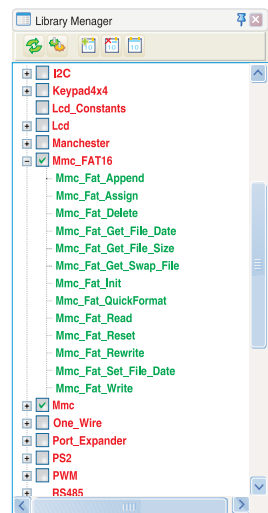 Library Menager
I2C
Keypad4x4
Lcd_Constants
Lcd
Manchester
Mmc_FAT16
Mmc_Fat_Append
Mmc_Fat_Assign
Mmc_Fat_Delete
Mmc_Fat_Get_File_Date
Mmc_Fat_Get_File_Size
Mmc_Fat_Get_Swap_File
Mmc_Fat_Init
Mmc_Fat_QuickFormat
Mmc_Fat_Read
Mmc_Fat_Reset
Mmc_Fat_Rewrite
Mmc_Fat_Set_File_Date
Mmc_Fat_Write
Mmc
One_Wire
Port_Expander
PS2
PWM
RS485